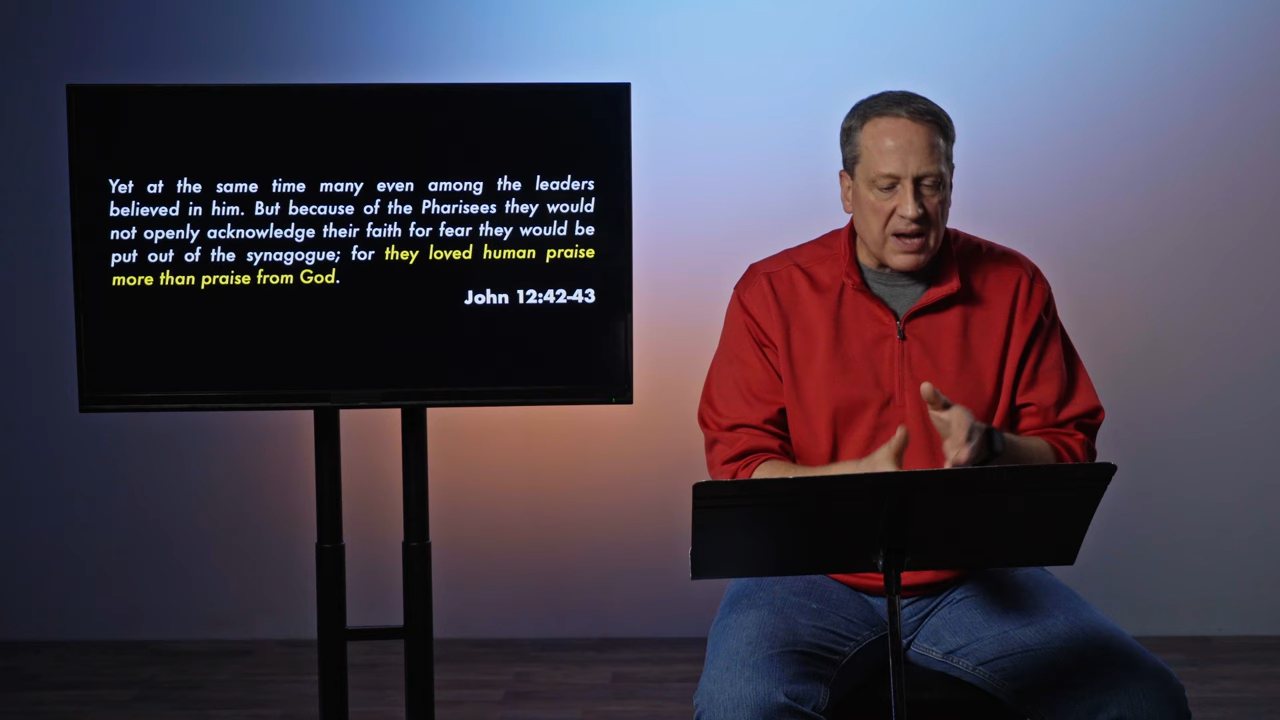 Yet at the same time many even among the leaders
believed in him. But because of the Pharisees they would
not openly acknowledge their faith for fear they would be
put out of the synagogue; for they loved human praise
more than praise from God.
John 12:42-43